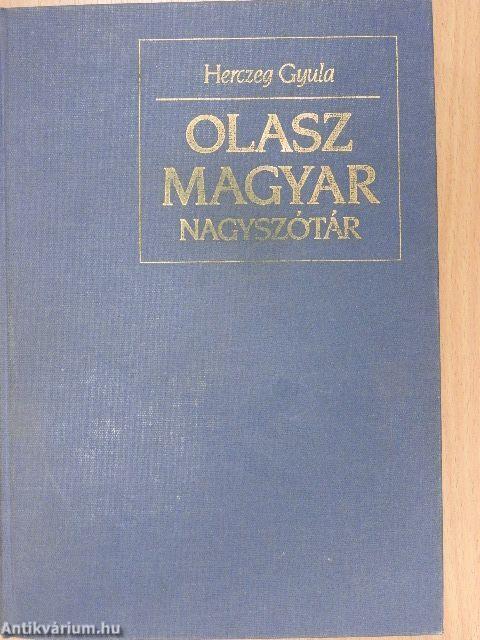 Herczeg Gyula
OLASZ
MAGYAR
NAGYSZÓTÁR
Antikvárium.hu